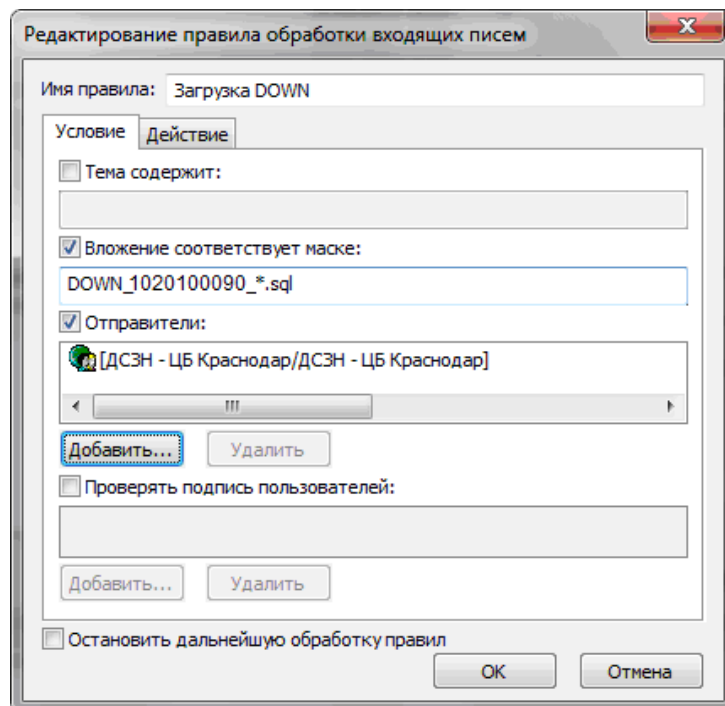 Редактирование правила обработки входящих писем
Имя правила: Загрузка DOWN
Условие Действие
Тема содержит:
Вложение соответствует маске:
DOWN_1020100090_*.sql
Отправители:
[ДСЗН - ЦБ Краснодар/ДСЗН - ЦБ Краснодар]
Добавить... Удалить
Проверять подпись пользователей:
Добавить... Удалить
Остановить дальнейшую обработку правил
OK Отмена